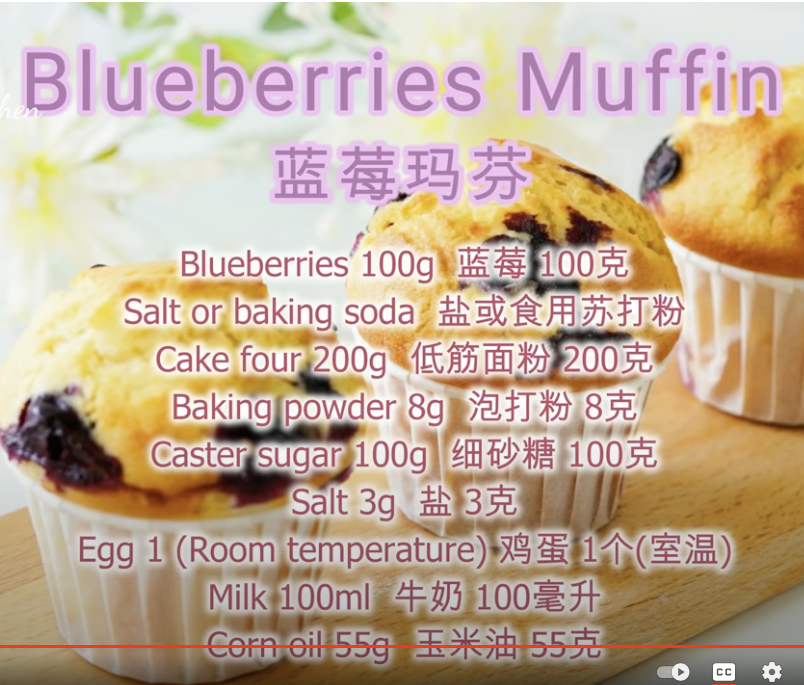 Blueberries Muffin
hen
蓝莓玛芬
Blueberries 100g 蓝莓 100克
Salt or baking soda 盐或食用苏打粉
Cake four 200g 低筋面粉 200克
Baking powder 8g 泡打粉 8克
Caster sugar 100g 细砂糖 100克
Salt 3g 盐 3克
Egg 1 (Room temperature) 鸡蛋 1个(室温)
Milk 100ml 牛奶 100毫升
Corn oil 55g 玉米油 55克
CC